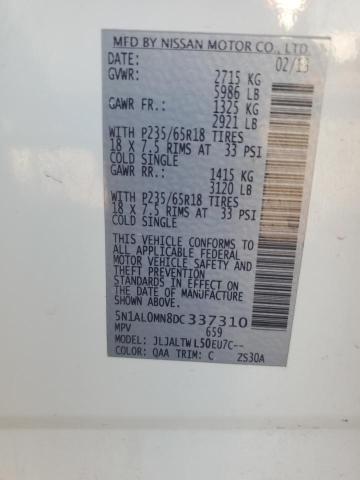 MFD BY NISSAN MOTOR CO., LTD.
DATE: 02/13
GVWR: 2715 KG
5986 LB
GAWR FR.: 1325 KG
2921 LB
WITH P235/65R18 TIRES
18 X 7.5 RIMS AT 33 PSI
COLD SINGLE
GAWR RR.: 1415 KG
3120 LB
WITH P235/65R18 TIRES
18 X 7.5 RIMS AT 33 PSI
COLD SINGLE
THIS VEHICLE CONFORMS TO
ALL APPLICABLE FEDERAL
MOTOR VEHICLE SAFETY AND
THEFT PREVENTION
STANDARDS IN EFFECT ON
THE DATE OF MANUFACTURE
SHOWN ABOVE.
5N1AL0MN8DC337310
MPV 659
MODEL: JLJALTWL50EU7C--
COLOR: QAA TRIM: C ZS30A